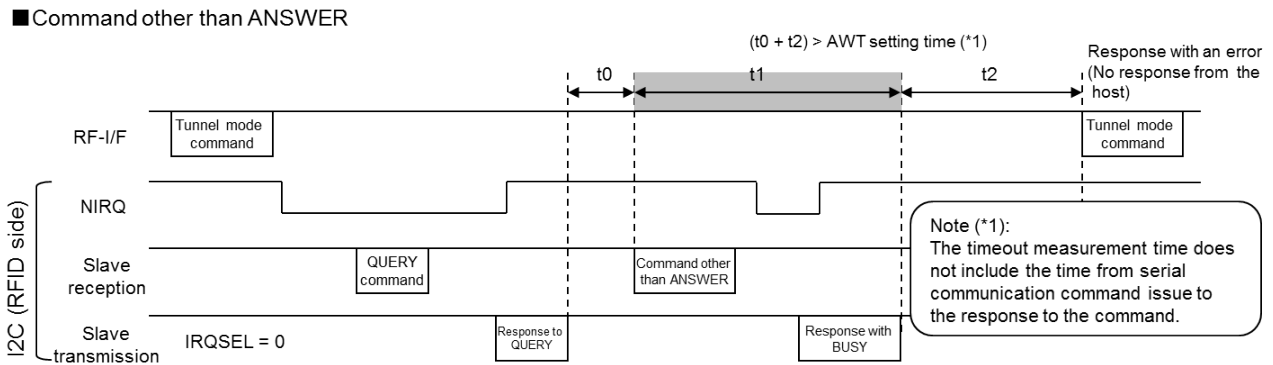 ■Command other than ANSWER
(t0 + t2) > AWT setting time (*1)
t0
t1
t2
Response with an error
(No response from the
host)
RF-I/F
Tunnel mode
command
Tunnel mode
command
I2C (RFID side)
NIRQ
Slave
reception
QUERY
command
Command other
than ANSWER
Slave
transmission
IRQSEL = 0
Response to
QUERY
Response with
BUSY
Note (*1):
The timeout measurement time does
not include the time from serial
communication command issue to
the response to the command.